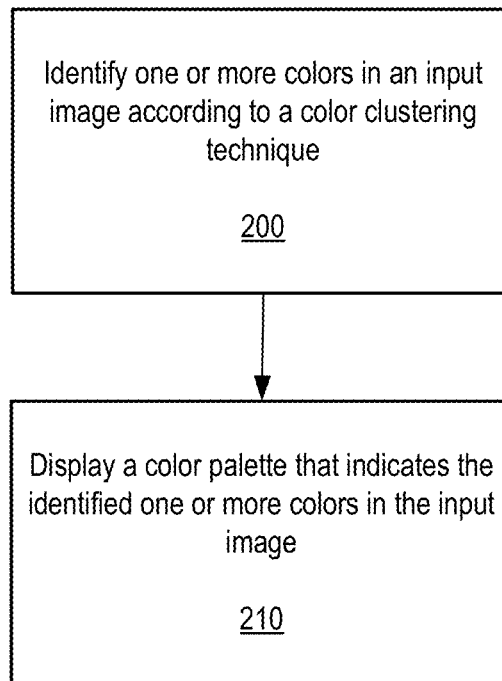 Identify one or more colors in an input
image according to a color clustering
technique
200
Display a color palette that indicates the
identified one or more colors in the input
image
210